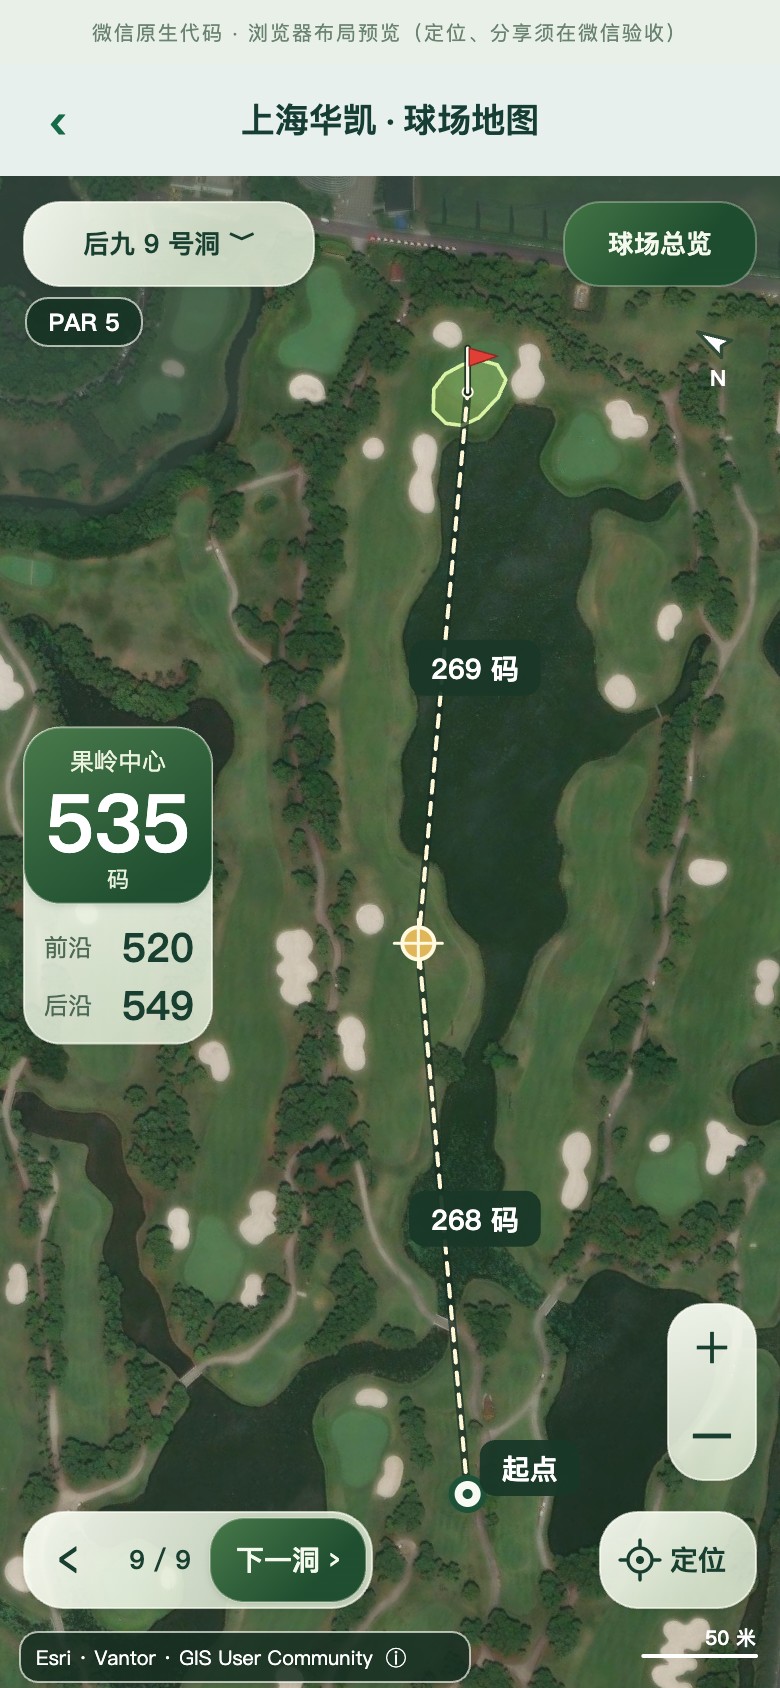 微信原生代码 · 浏览器布局预览（定位、分享须在微信验收）
‹ 上海华凯 · 球场地图
后九 9 号洞
球场总览
PAR 5
N
269 码
果岭中心
535
码
前沿 520
后沿 549
268 码
+
—
起点
< 9 / 9 下一洞 ›
定位
50 米
Esri · Vantor · GIS User Community ⓘ